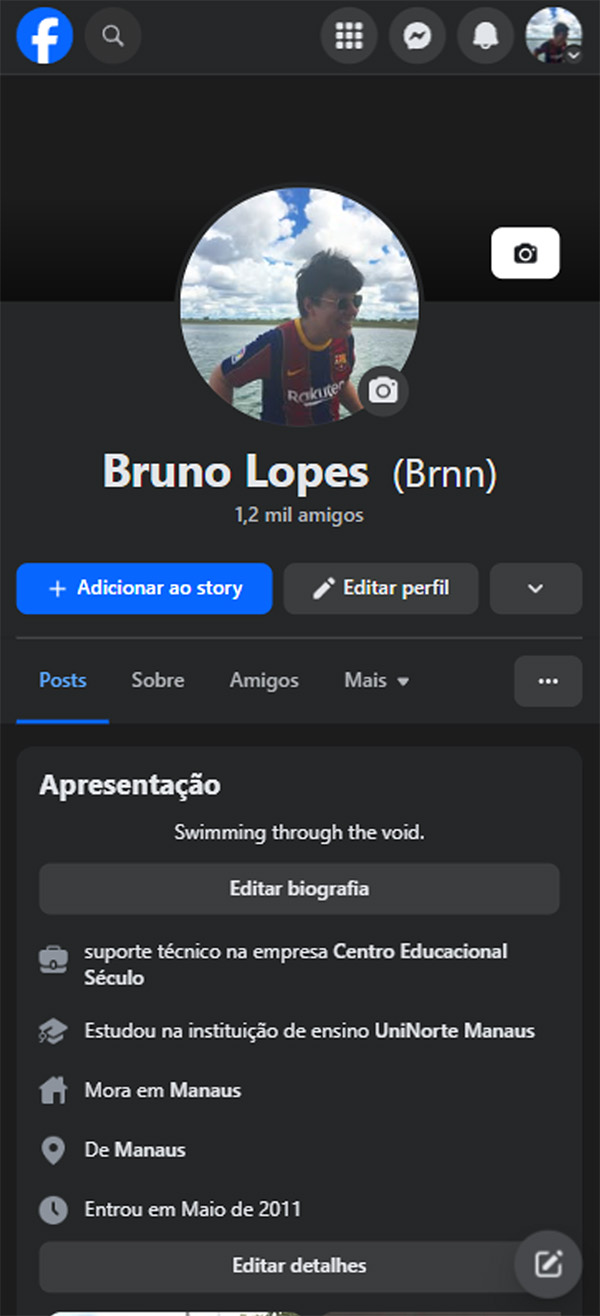 Rakuten
Bruno Lopes (Brnn)
1,2 mil amigos
Adicionar ao story
Editar perfil
Posts
Sobre
Amigos
Mais
Apresentação
Swimming through the void.
Editar biografia
suporte técnico na empresa Centro Educacional
Século
Estudou na instituição de ensino UniNorte Manaus
Mora em Manaus
De Manaus
Entrou em Maio de 2011
Editar detalhes